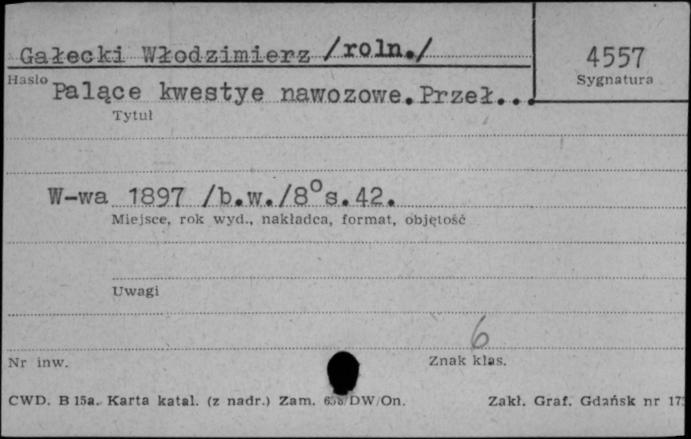 Gałecki Włodzimierz /roln./
4557
Hasło
Sygnatura
Palące kwestye nawozowe.Przeł...
Tytuł
W-wa 1897 /b.w./8° s.42.
Miejsce, rok wyd., nakładca, format, objętość
Uwagi
6
Nr inw.
Znak klas.
CWD. B 15a. Karta katal. (z nadr.) Zam. DW/On.
Zakł. Graf. Gdańsk nr